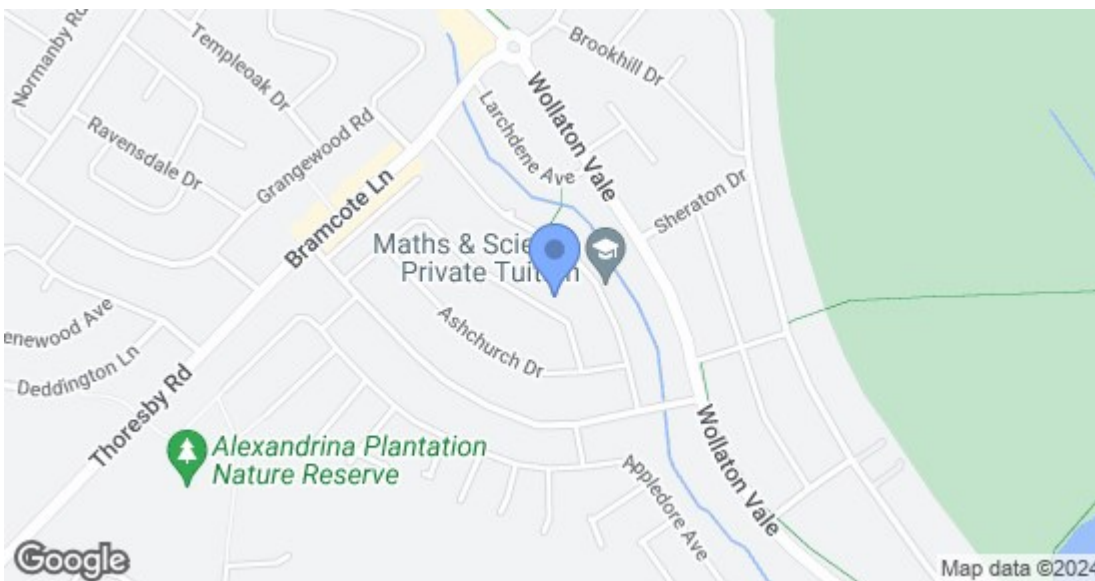 Normanby Rd
Templeoak Dr
Brookhill Dr
Wollaton Vale
Larchdene Ave
Ravensdale Dr
Grangewood Rd
Bramcote Ln
Sheraton Dr
Maths & Scie
Private Tuition
Ashchurch Dr
enewood Ave
Deddington Ln
Thoresby Rd
Alexandrina Plantation
Nature Reserve
Appledore Ave
Wollaton Vale
Google
Map data ©2024